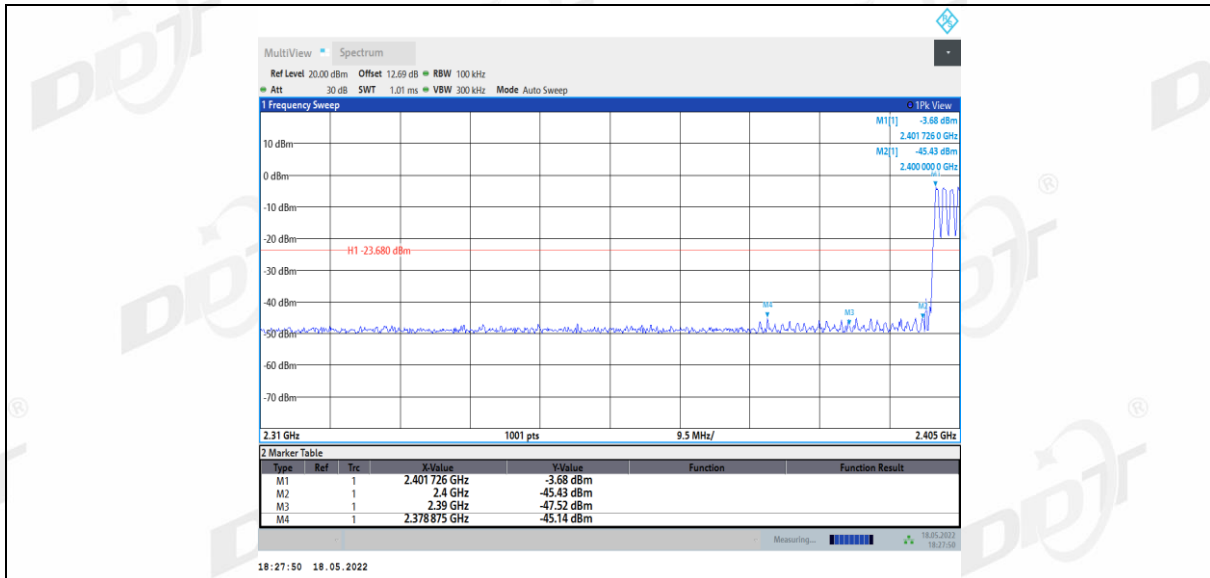 R&S
MultiView Spectrum
Ref Level 20.00 dBm Offset 12.69 dB RBW 100 kHz
Att 30 dB SWT 1.01 ms VBW 300 kHz Mode Auto Sweep
1 Frequency Sweep 1Pk View
M1[1] -3.68 dBm
2.401 726 0 GHz
M2[1] -45.43 dBm
2.400 000 0 GHz
M1
10 dBm
0 dBm
-10 dBm
-20 dBm
H1 -23.680 dBm
-30 dBm
-40 dBm
M4
M3
M2
-50 dBm
-60 dBm
-70 dBm
2.31 GHz 1001 pts 9.5 MHz/ 2.405 GHz
2 Marker Table
Type Ref Trc X-Value Y-Value Function Function Result
M1 1 2.401 726 GHz -3.68 dBm
M2 1 2.4 GHz -45.43 dBm
M3 1 2.39 GHz -47.52 dBm
M4 1 2.378 875 GHz -45.14 dBm
Measuring... 18.05.2022
18:27:50
18:27:50 18.05.2022
DDT
®